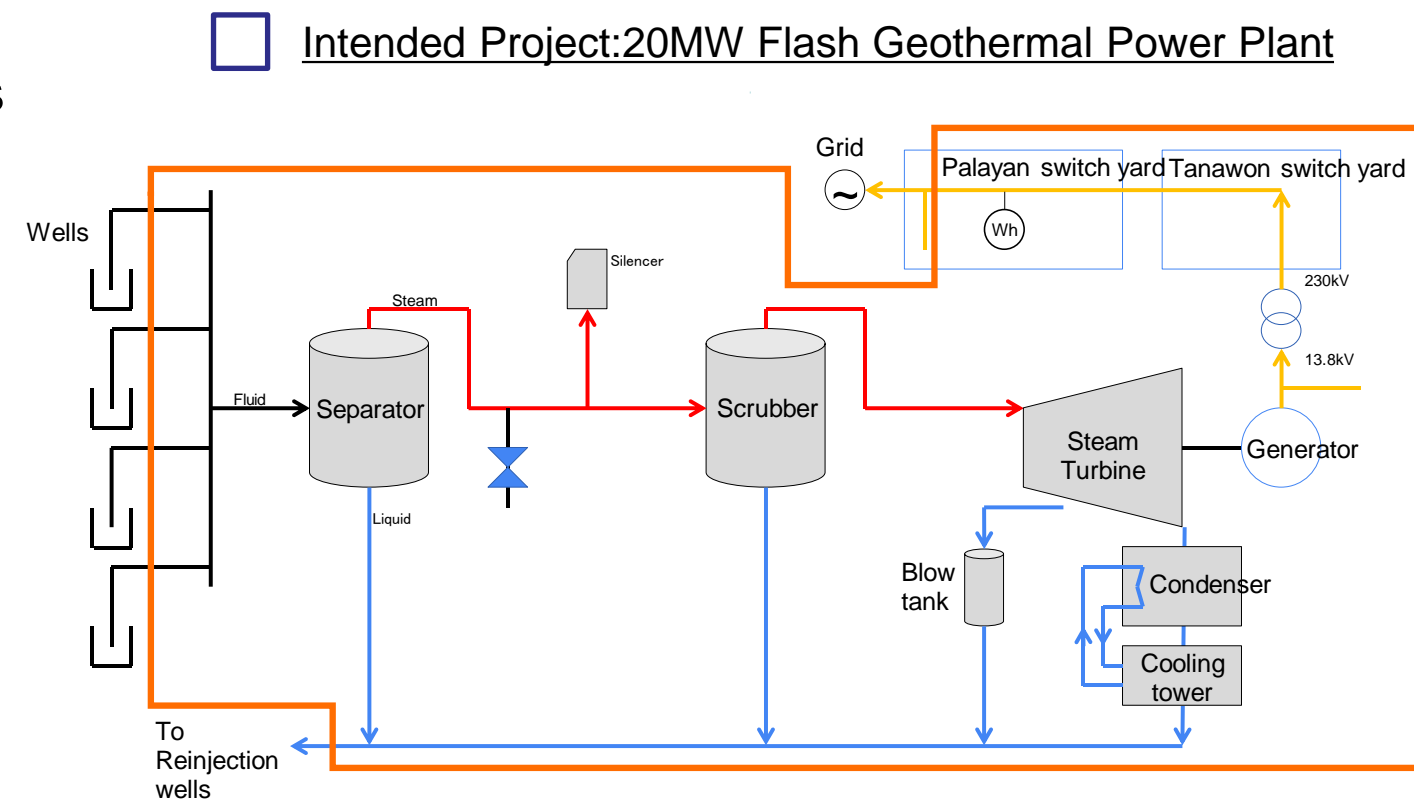 Intended Project:20MW Flash Geothermal Power Plant
s
Grid
~
Palayan switch yard
Tanawon switch yard
Wells
Wh
Silencer
230kV
Steam
13.8kV
Fluid
Separator
Scrubber
Steam
Turbine
Generator
Liquid
Blow
tank
Condenser
Cooling
tower
To
Reinjection
wells